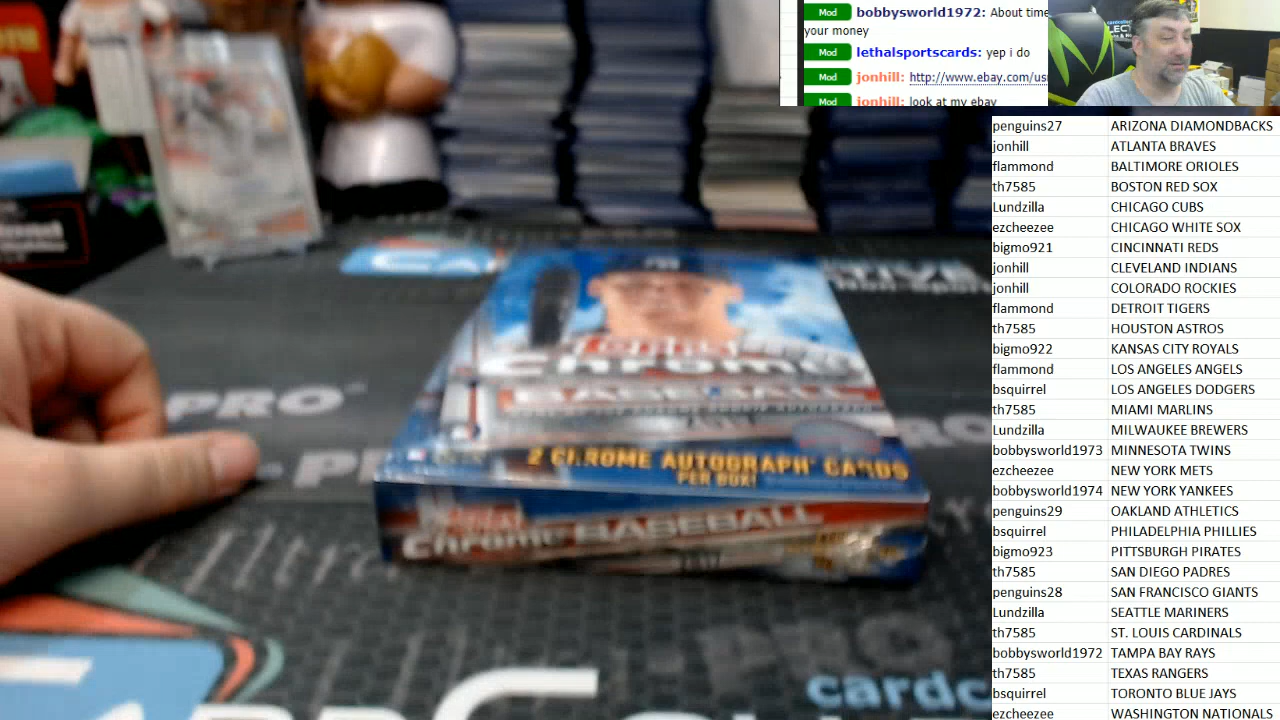 Mod bobbysworld1972: About time
your money
Mod lethalsportscards: yep i do
Mod jonhill: http://www.ebay.com/us
Mod jonhill: look at my ebay
penguins27 ARIZONA DIAMONDBACKS
jonhill ATLANTA BRAVES
flammond BALTIMORE ORIOLES
th7585 BOSTON RED SOX
Lundzilla CHICAGO CUBS
ezcheezee CHICAGO WHITE SOX
bigmo921 CINCINNATI REDS
jonhill CLEVELAND INDIANS
jonhill COLORADO ROCKIES
flammond DETROIT TIGERS
th7585 HOUSTON ASTROS
bigmo922 KANSAS CITY ROYALS
flammond LOS ANGELES ANGELS
bsquirrel LOS ANGELES DODGERS
th7585 MIAMI MARLINS
Lundzilla MILWAUKEE BREWERS
bobbysworld1973 MINNESOTA TWINS
ezcheezee NEW YORK METS
bobbysworld1974 NEW YORK YANKEES
penguins29 OAKLAND ATHLETICS
bsquirrel PHILADELPHIA PHILLIES
bigmo923 PITTSBURGH PIRATES
th7585 SAN DIEGO PADRES
penguins28 SAN FRANCISCO GIANTS
Lundzilla SEATTLE MARINERS
th7585 ST. LOUIS CARDINALS
bobbysworld1972 TAMPA BAY RAYS
th7585 TEXAS RANGERS
bsquirrel TORONTO BLUE JAYS
ezcheezee WASHINGTON NATIONALS
Topps
Chrome
BASEBALL
2 CHROME AUTOGRAPH CARDS
PER BOX!
Topps
Chrome BASEBALL
PRO
PRO
cardc